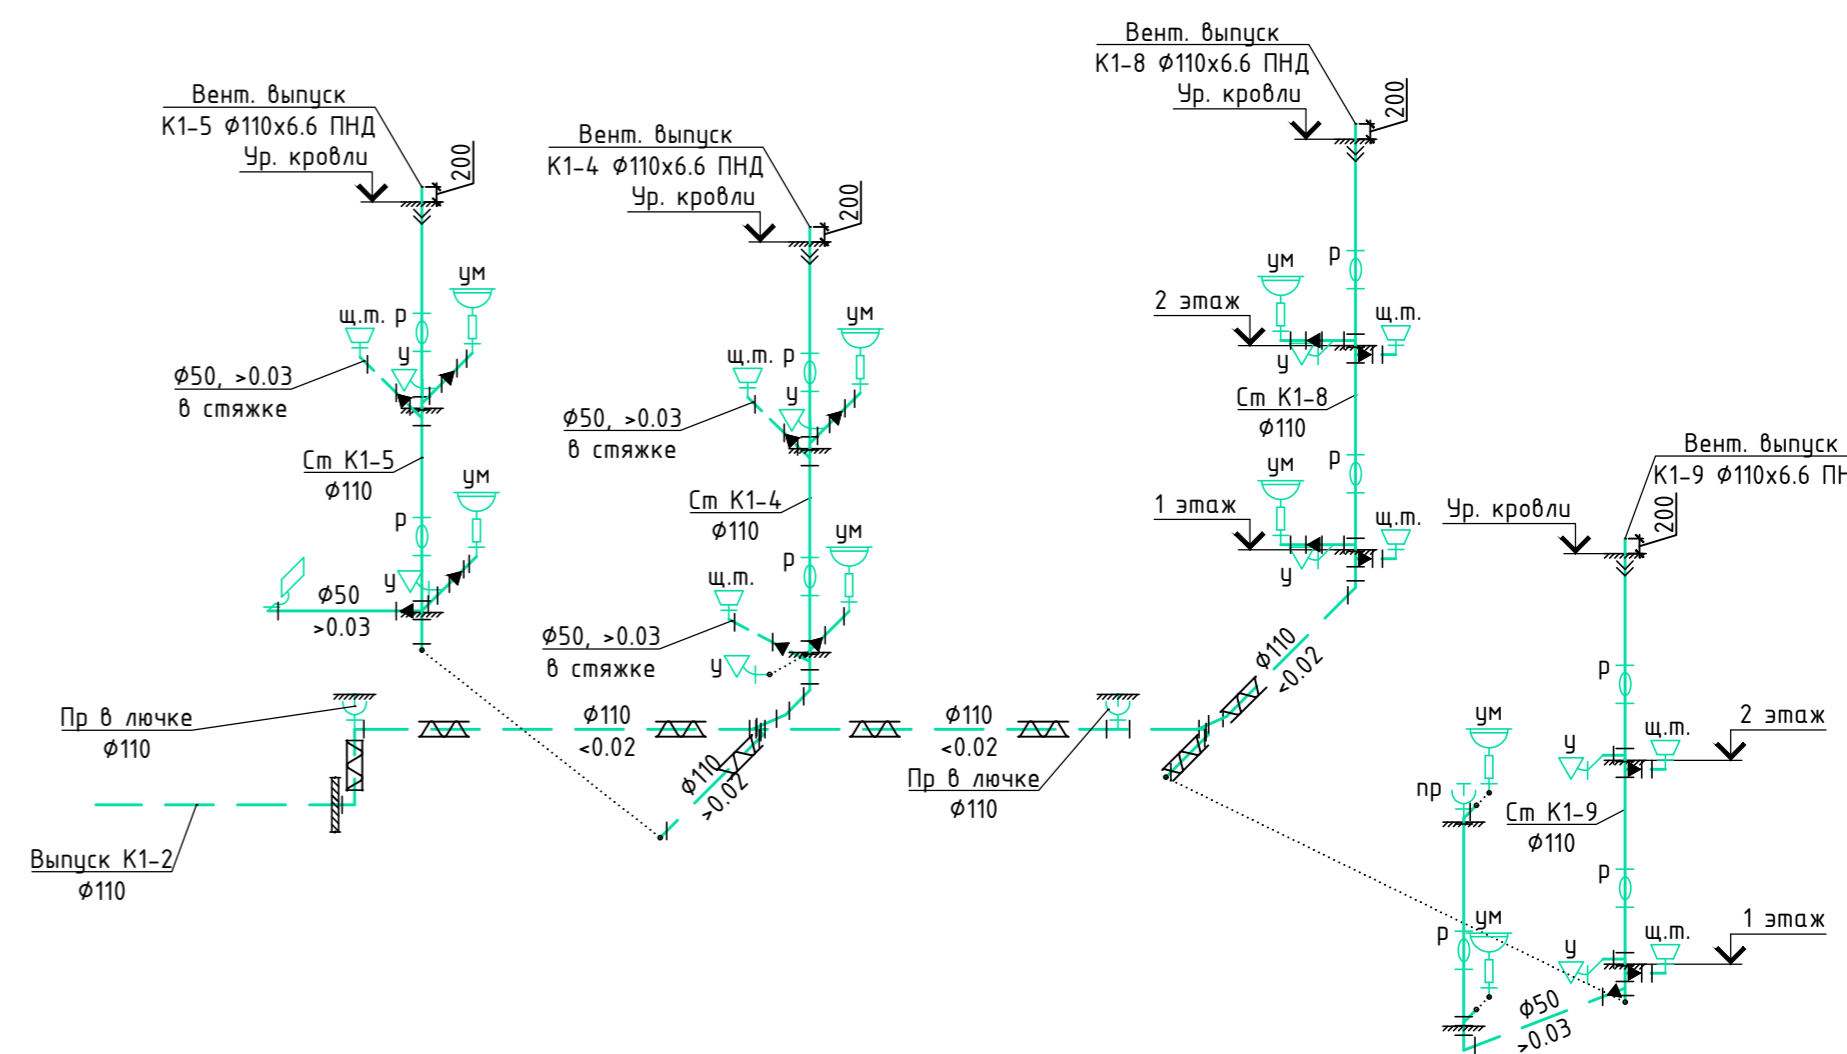 Вент. выпуск
К1-5 Ф110х6.6 ПНД
Ур. кровли
200
ум
щ.т.
р
у
Ф50, >0.03
в стяжке
Ст К1-5
Ф110
ум
р
у
Ф50
>0.03
Вент. выпуск
К1-4 Ф110х6.6 ПНД
Ур. кровли
200
ум
щ.т.
р
у
Ф50, >0.03
в стяжке
Ст К1-4
Ф110
ум
р
щ.т.
Ф50, >0.03
в стяжке
у
Вент. выпуск
К1-8 Ф110х6.6 ПНД
Ур. кровли
200
р
ум
2 этаж
щ.т.
у
Ст К1-8
Ф110
р
ум
1 этаж
щ.т.
у
Ф110
<0.02
Вент. выпуск
К1-9 Ф110х6.6
Ур. кровли
200
р
ум
2 этаж
щ.т.
у
пр
Ст К1-9
Ф110
р
ум
р
1 этаж
щ.т.
у
Ф50
>0.03
Пр в лючке
Ф110
Ф110
<0.02
Ф110
>0.02
Ф110
<0.02
Пр в лючке
Ф110
Выпуск К1-2
Ф110